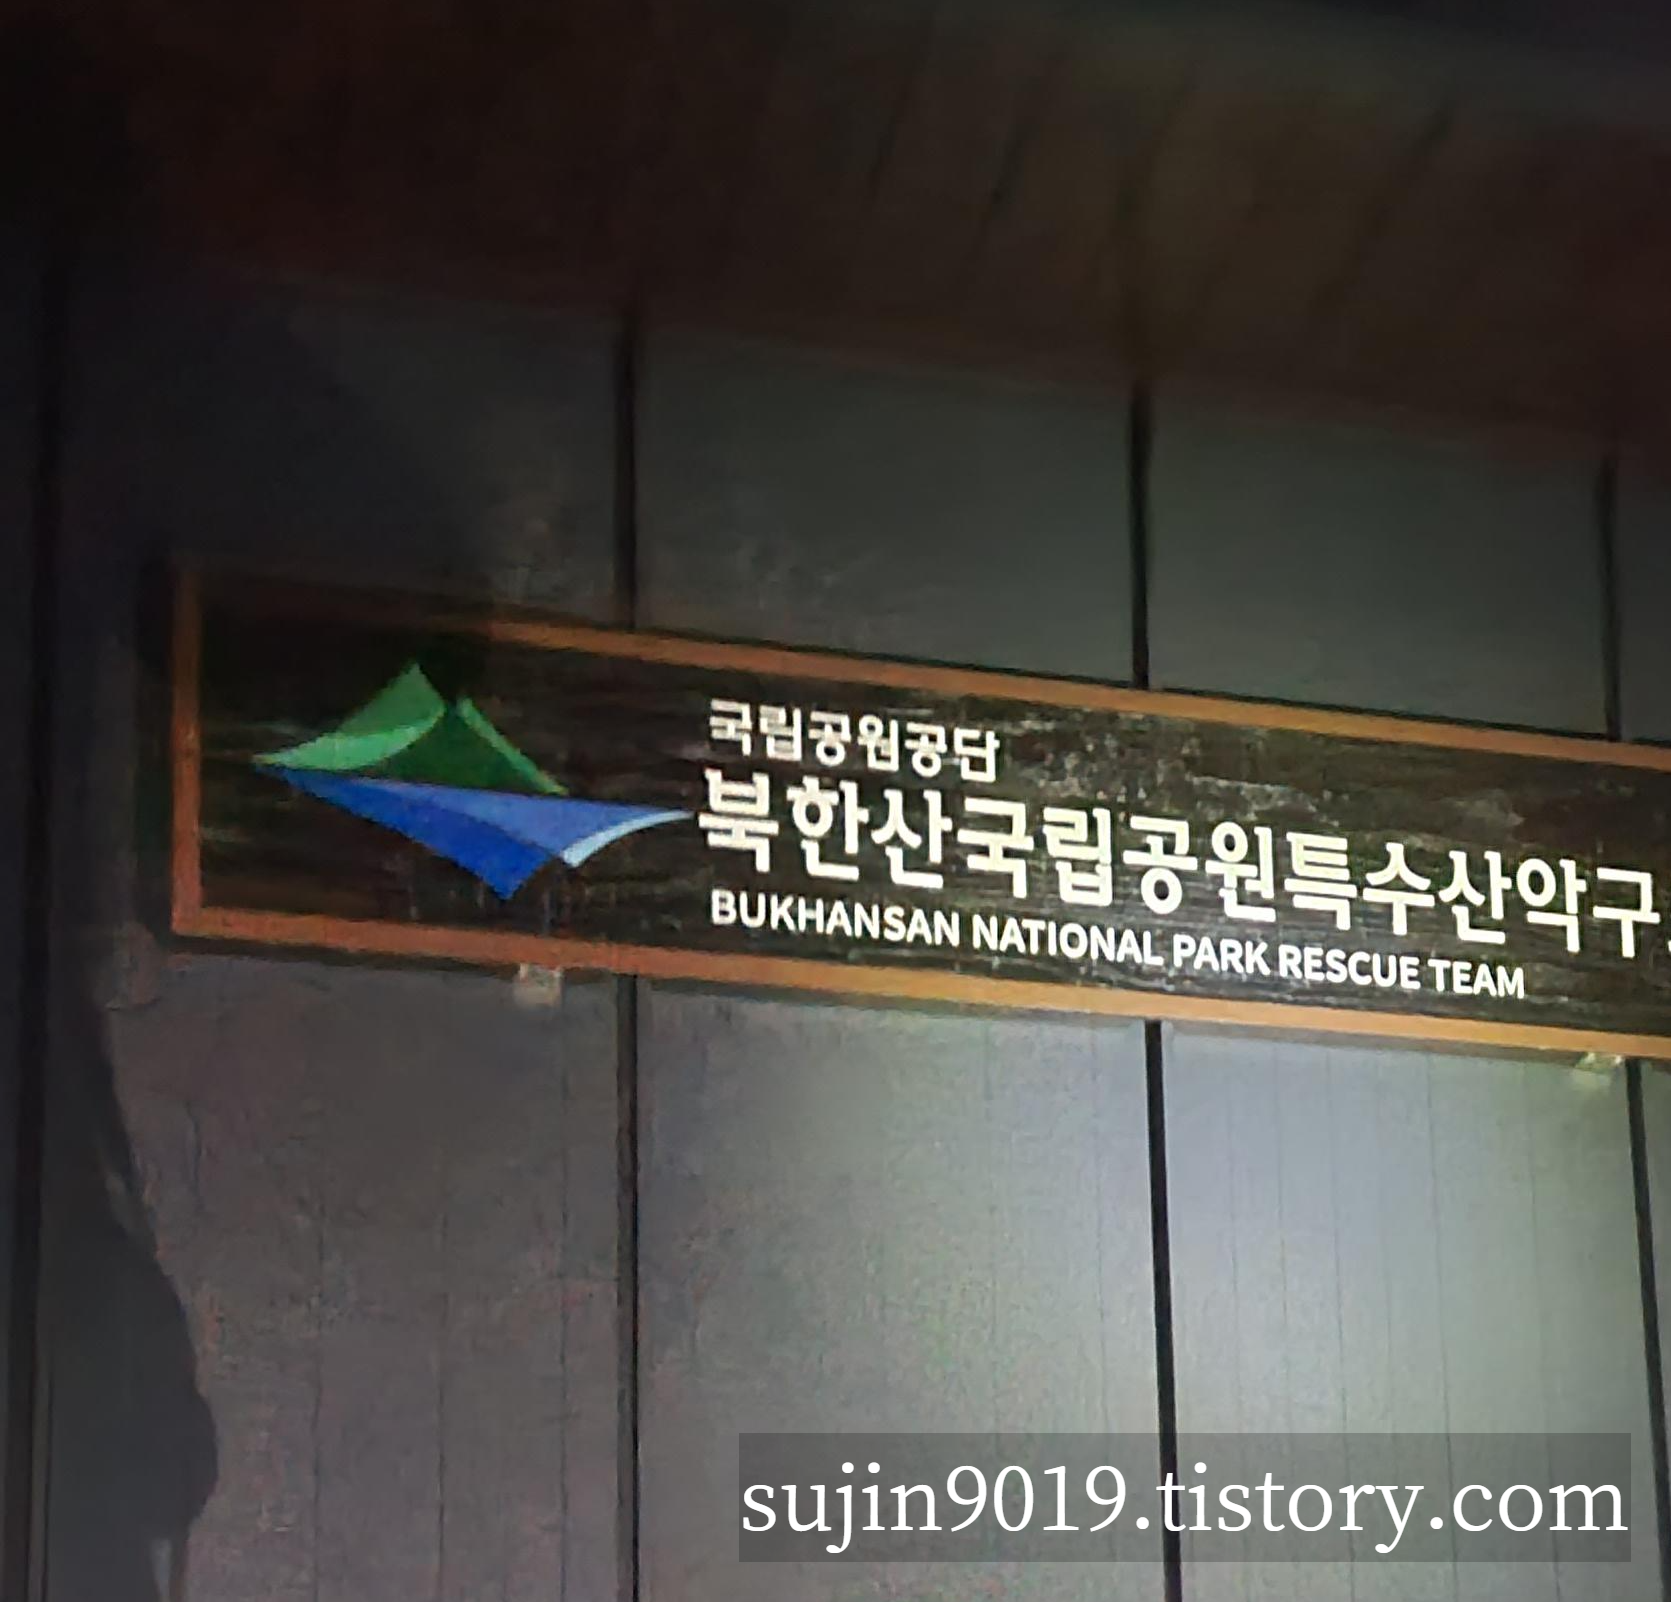 국립공원공단
북한산국립공원특수산악구
BUKHANSAN NATIONAL PARK RESCUE TEAM
sujin9019.tistory.com